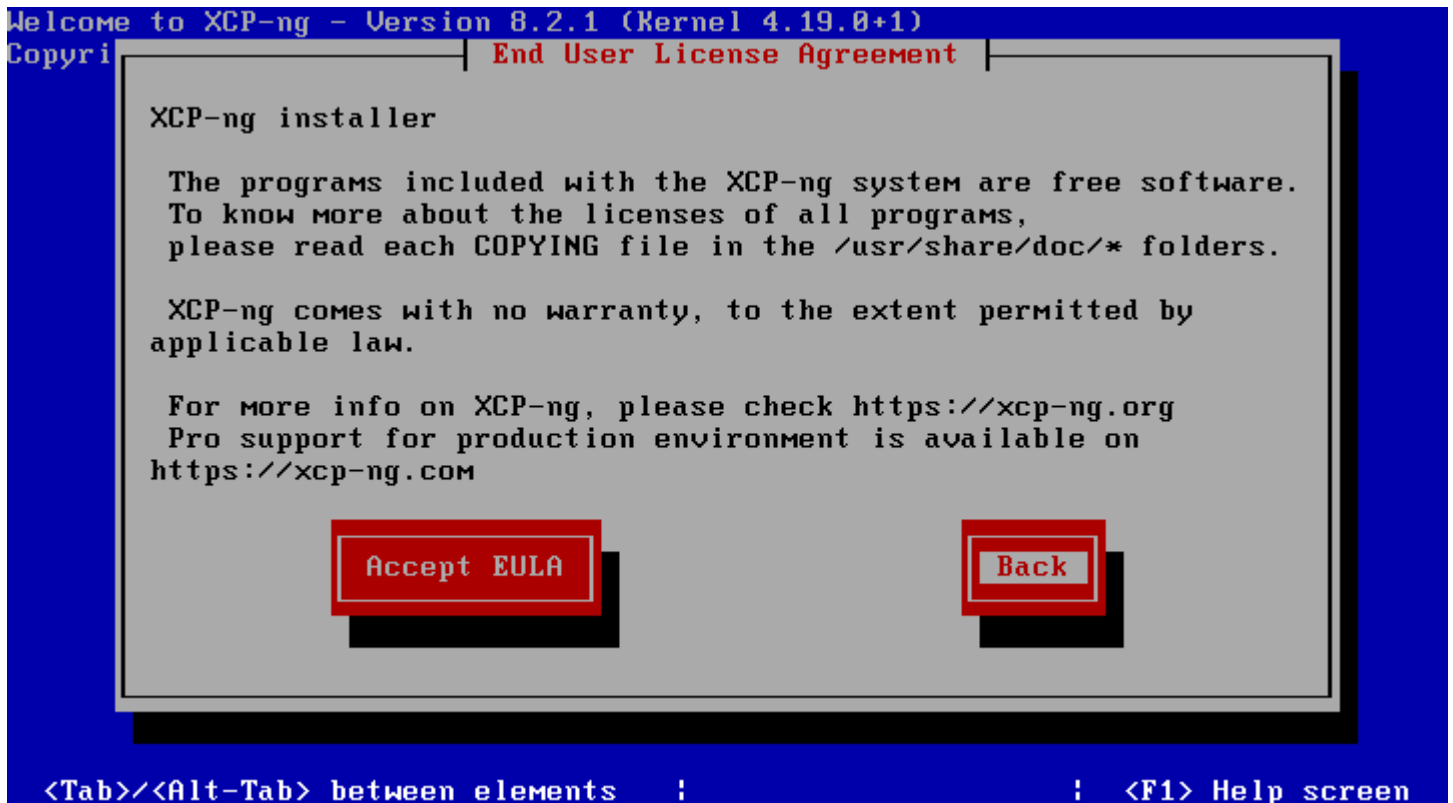 Welcome to XCP-ng - Version 8.2.1 (Kernel 4.19.0+1)
Copyri
End User License Agreement
XCP-ng installer
The programs included with the XCP-ng system are free software.
To know more about the licenses of all programs,
please read each COPYING file in the /usr/share/doc/* folders.
XCP-ng comes with no warranty, to the extent permitted by
applicable law.
For more info on XCP-ng, please check https://xcp-ng.org
Pro support for production environment is available on
https://xcp-ng.com
Accept EULA Back
<Tab>/<Alt-Tab> between elements | | <F1> Help screen